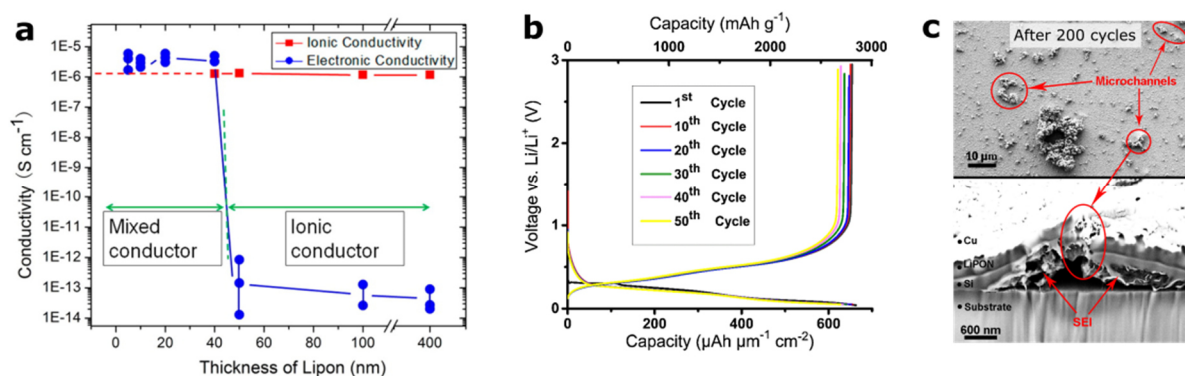 a
Ionic Conductivity
Electronic Conductivity
1E-5
1E-6
1E-7
1E-8
1E-9
1E-10
1E-11
1E-12
1E-13
1E-14
Conductivity (S cm⁻¹)
Mixed
conductor
Ionic
conductor
0 10 20 30 40 50 100 400
Thickness of Lipon (nm)
b
Capacity (mAh g⁻¹)
0 1000 2000 3000
3
2
1
0
Voltage vs. Li/Li⁺ (V)
1ˢᵗ Cycle
10ᵗʰ Cycle
20ᵗʰ Cycle
30ᵗʰ Cycle
40ᵗʰ Cycle
50ᵗʰ Cycle
0 200 400 600
Capacity (µAh µm⁻¹ cm⁻²)
c
After 200 cycles
Microchannels
10 µm
Cu
LiPON
Si
Substrate
SEI
600 nm